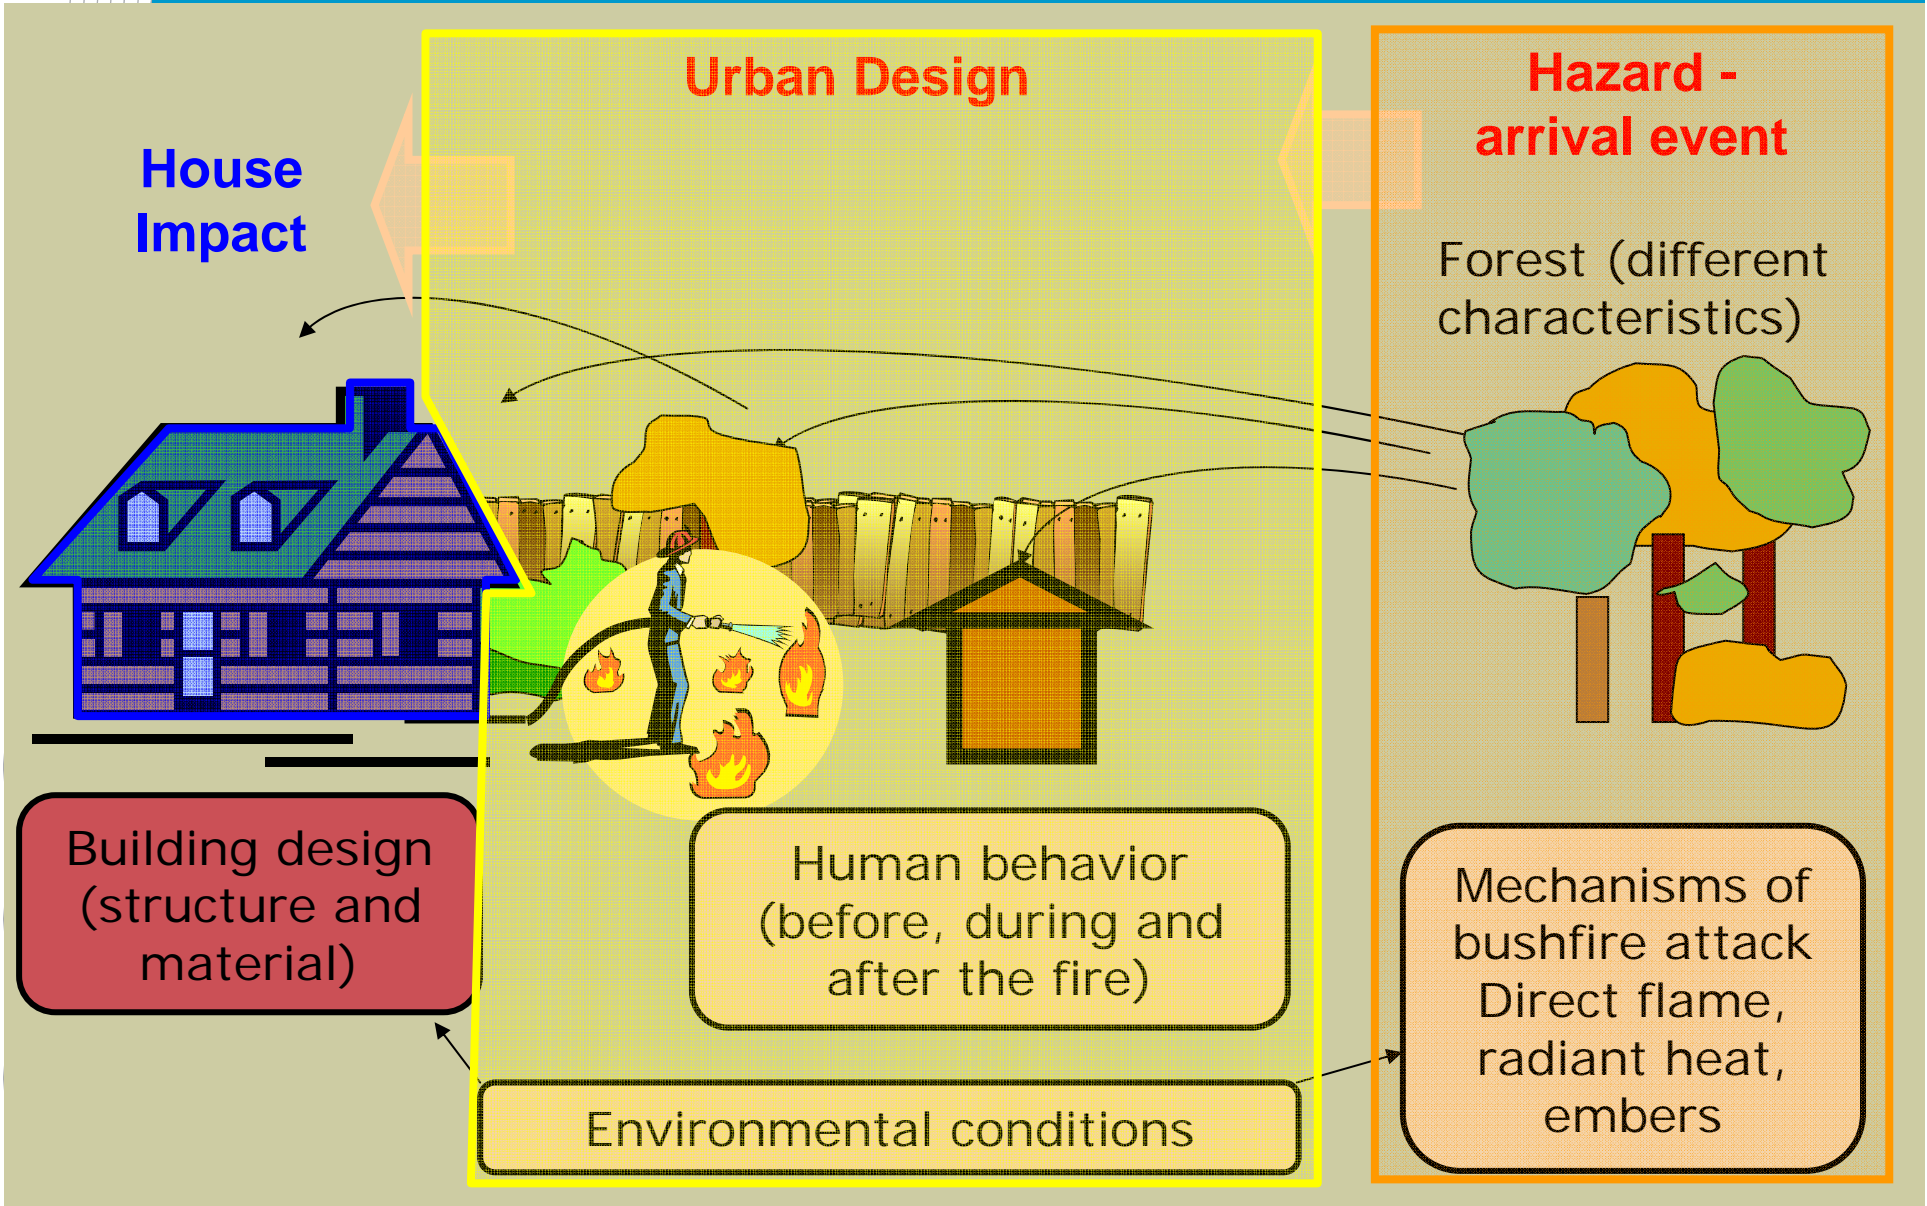 Urban Design
Hazard -
arrival event
House
Impact
Forest (different
characteristics)
Building design
(structure and
material)
Human behavior
(before, during and
after the fire)
Mechanisms of
bushfire attack
Direct flame,
radiant heat,
embers
Environmental conditions